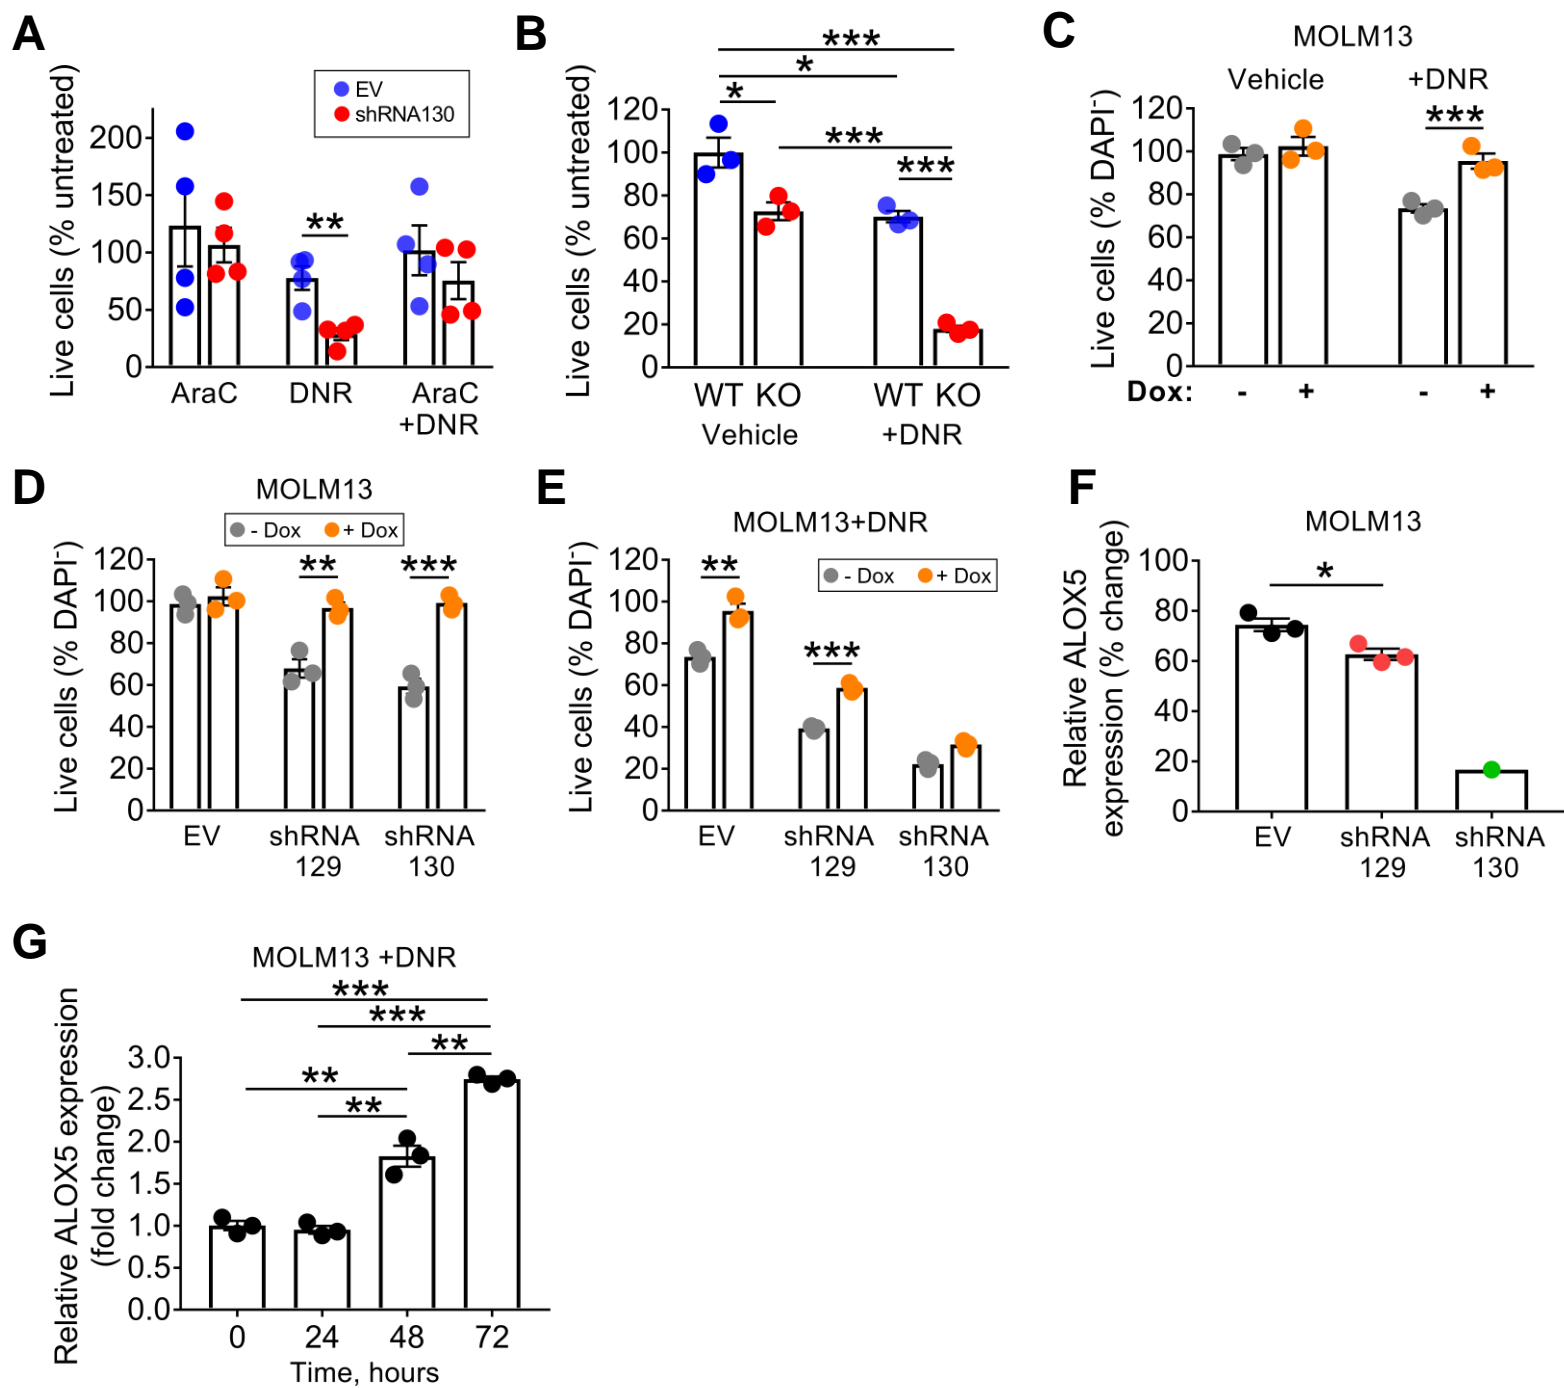 A
Live cells (% untreated)
EV
shRNA130
**
200
150
100
50
0
AraC
DNR
AraC
+DNR
B
Live cells (% untreated)
***
*
*
***
***
120
100
80
60
40
20
0
WT KO
WT KO
Vehicle
+DNR
C
MOLM13
Vehicle
+DNR
***
Live cells (% DAPI-)
120
100
80
60
40
20
0
Dox:
-
+
-
+
D
MOLM13
- Dox
+ Dox
**
***
Live cells (% DAPI-)
120
100
80
60
40
20
0
EV
shRNA
129
shRNA
130
E
MOLM13+DNR
- Dox
+ Dox
**
***
Live cells (% DAPI-)
120
100
80
60
40
20
0
EV
shRNA
129
shRNA
130
F
MOLM13
*
Relative ALOX5
expression (% change)
100
80
60
40
20
0
EV
shRNA
129
shRNA
130
G
MOLM13 +DNR
***
***
**
**
**
Relative ALOX5 expression
(fold change)
3.0
2.5
2.0
1.5
1.0
0.5
0.0
0
24
48
72
Time, hours